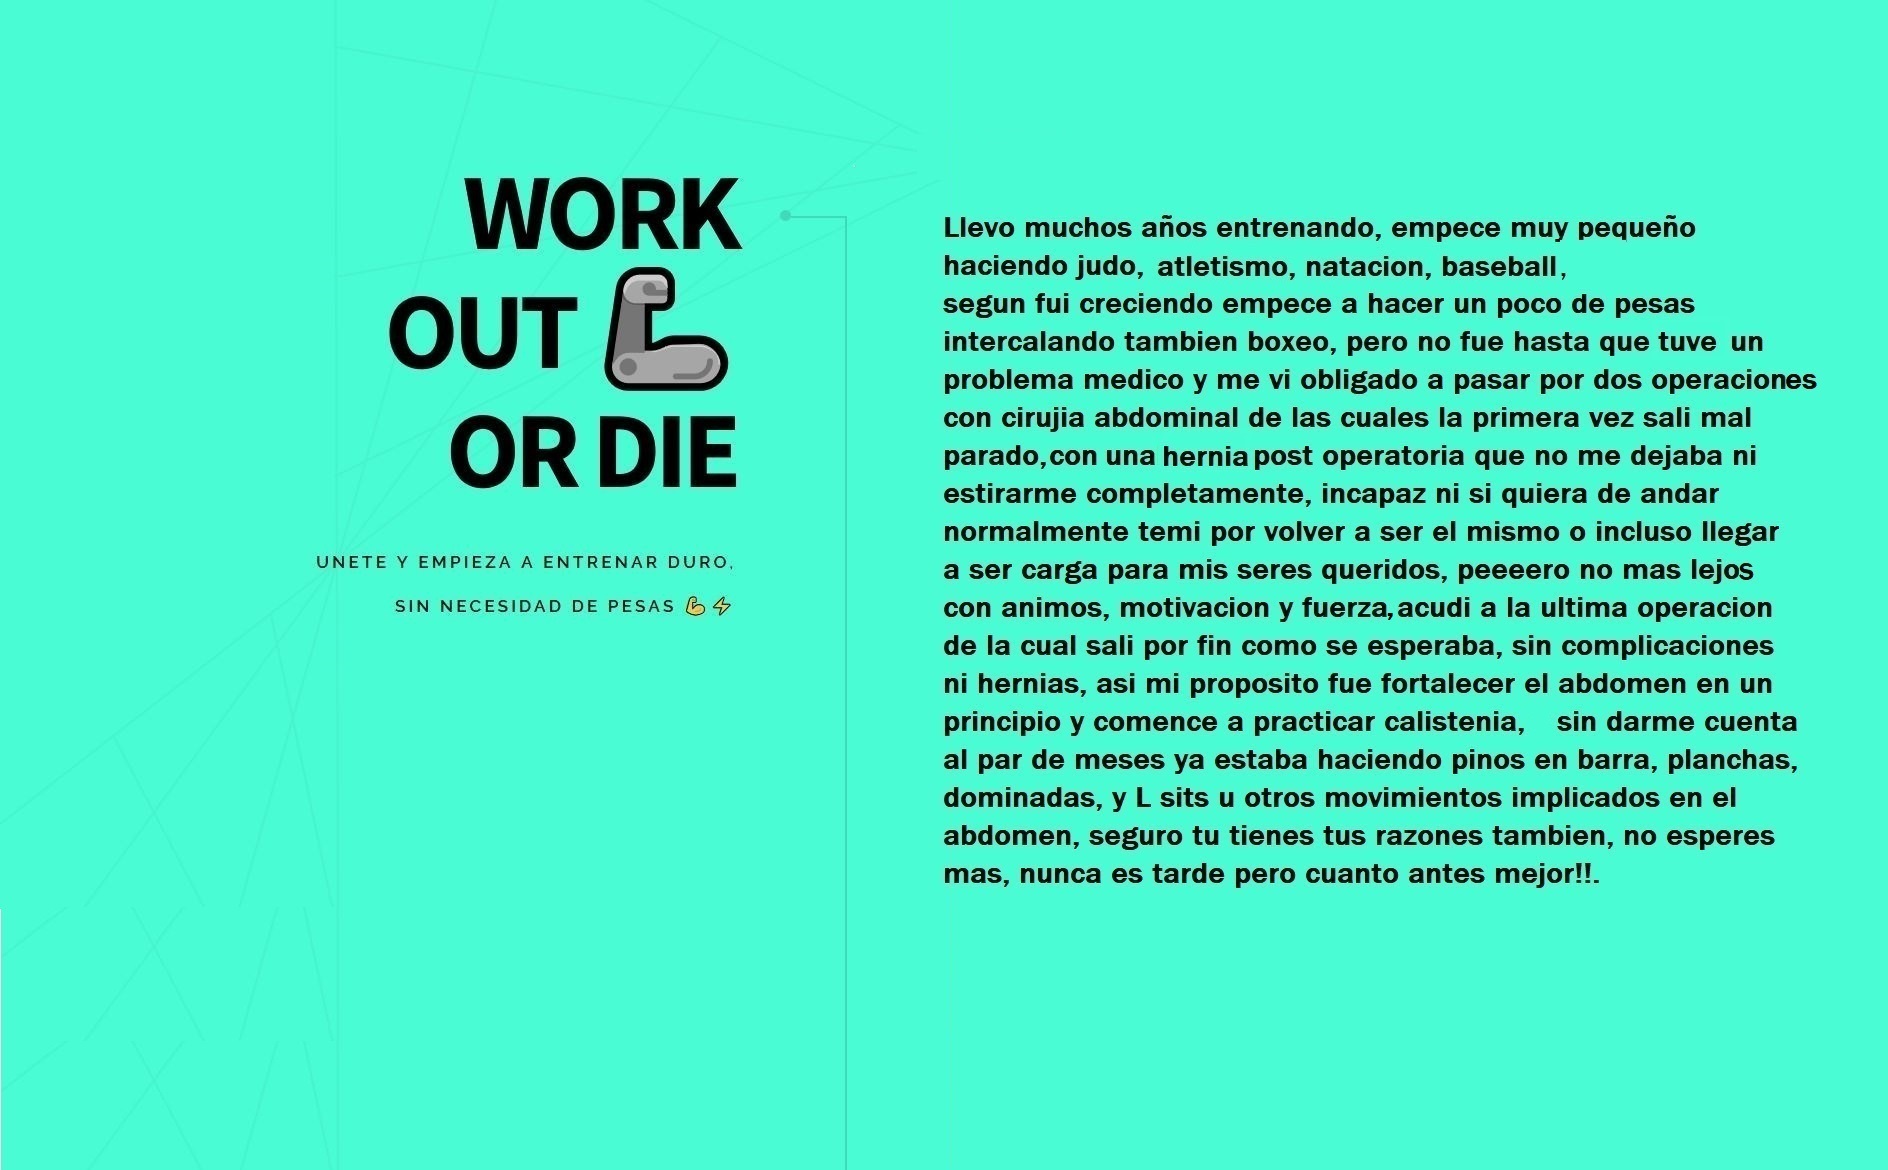 WORK
OUT 💪
OR DIE
UNETE Y EMPIEZA A ENTRENAR DURO,
SIN NECESIDAD DE PESAS 💪⚡
Llevo muchos años entrenando, empece muy pequeño
haciendo judo, atletismo, natacion, baseball,
segun fui creciendo empece a hacer un poco de pesas
intercalando tambien boxeo, pero no fue hasta que tuve un
problema medico y me vi obligado a pasar por dos operaciones
con cirujia abdominal de las cuales la primera vez sali mal
parado,con una hernia post operatoria que no me dejaba ni
estirarme completamente, incapaz ni si quiera de andar
normalmente temi por volver a ser el mismo o incluso llegar
a ser carga para mis seres queridos, peeeero no mas lejos
con animos, motivacion y fuerza,acudi a la ultima operacion
de la cual sali por fin como se esperaba, sin complicaciones
ni hernias, asi mi proposito fue fortalecer el abdomen en un
principio y comence a practicar calistenia, sin darme cuenta
al par de meses ya estaba haciendo pinos en barra, planchas,
dominadas, y L sits u otros movimientos implicados en el
abdomen, seguro tu tienes tus razones tambien, no esperes
mas, nunca es tarde pero cuanto antes mejor!!.